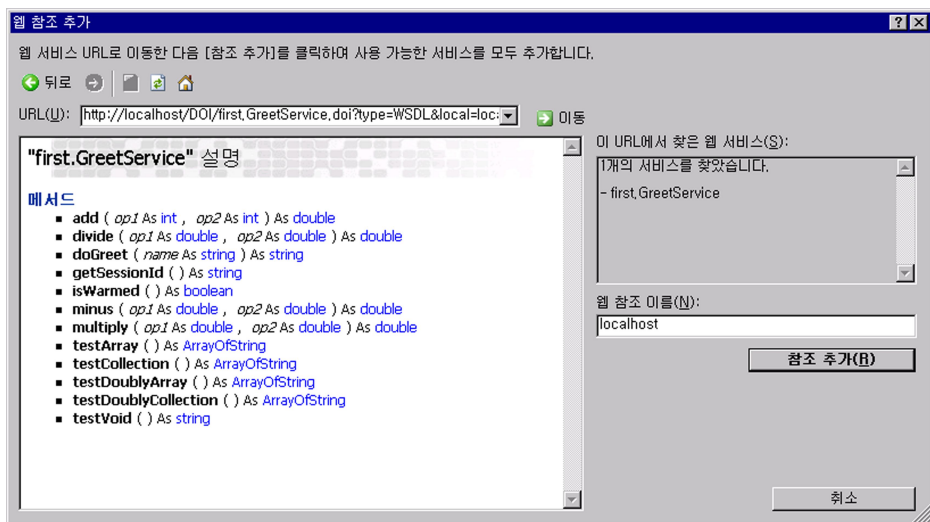 웹 참조 추가
웹 서비스 URL로 이동한 다음 [참조 추가]를 클릭하여 사용 가능한 서비스를 모두 추가합니다.
뒤로
URL(U): http://localhost/DOI/first.GreetService.doi?type=WSDL&local=loc: 이동
"first.GreetService" 설명
메서드
▪ add ( op1 As int , op2 As int ) As double
▪ divide ( op1 As double , op2 As double ) As double
▪ doGreet ( name As string ) As string
▪ getSessionId ( ) As string
▪ isWarmed ( ) As boolean
▪ minus ( op1 As double , op2 As double ) As double
▪ multiply ( op1 As double , op2 As double ) As double
▪ testArray ( ) As ArrayOfString
▪ testCollection ( ) As ArrayOfString
▪ testDoublyArray ( ) As ArrayOfString
▪ testDoublyCollection ( ) As ArrayOfString
▪ testVoid ( ) As string
이 URL에서 찾은 웹 서비스(S):
1개의 서비스를 찾았습니다.
- first.GreetService
웹 참조 이름(N):
localhost
참조 추가(R)
취소